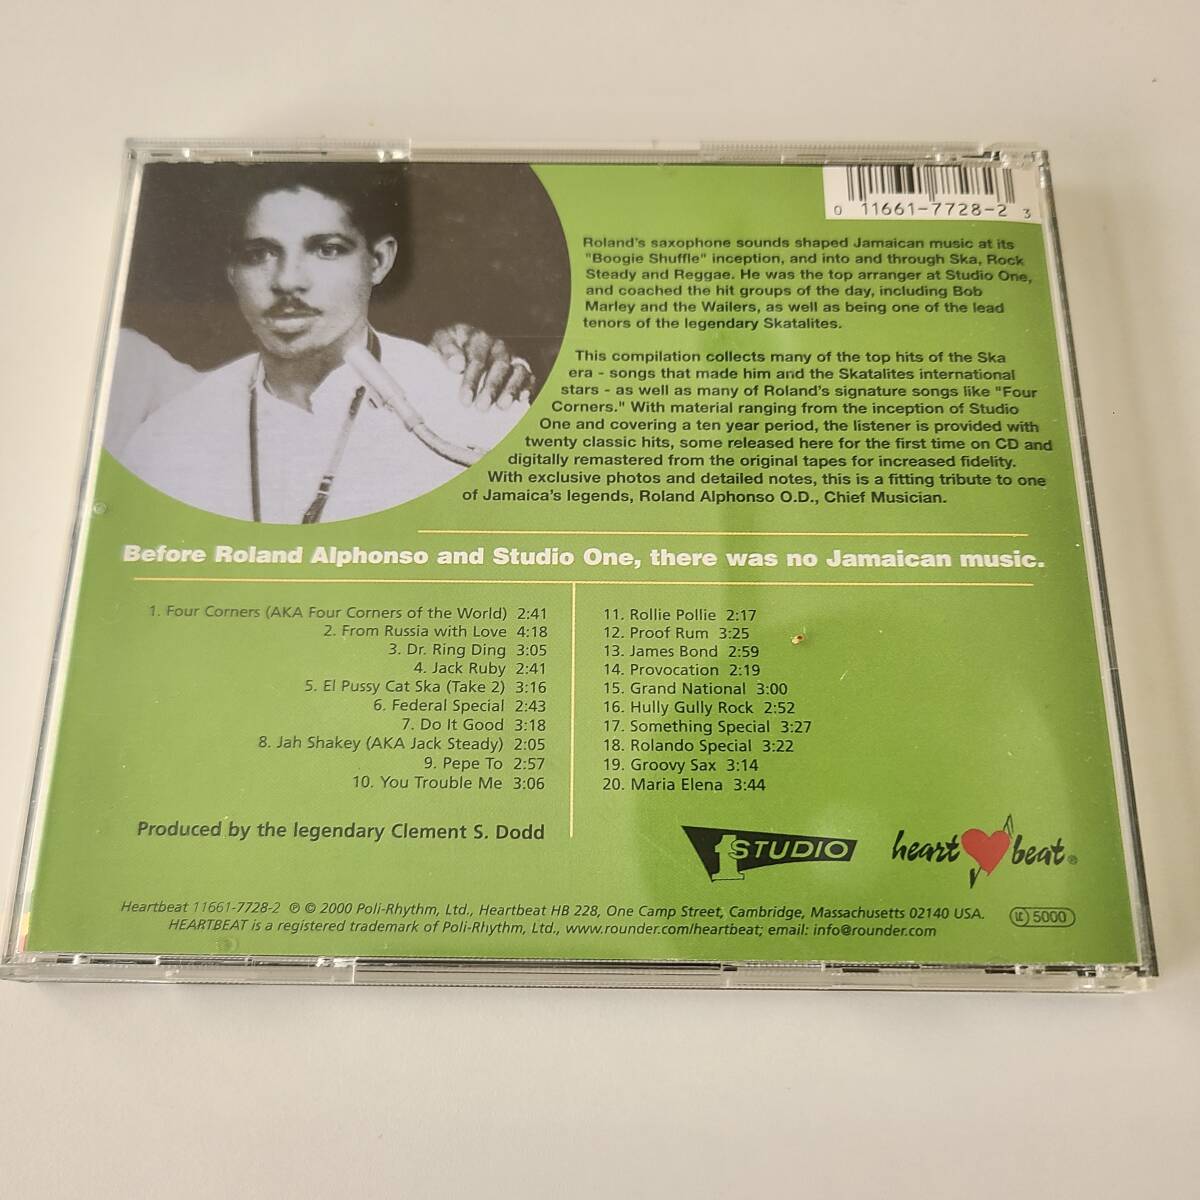 0 11661-7728-2 3
Roland's saxophone sounds shaped Jamaican music at its
"Boogie Shuffle" inception, and into and through Ska, Rock
Steady and Reggae. He was the top arranger at Studio One,
and coached the hit groups of the day, including Bob
Marley and the Wailers, as well as being one of the lead
tenors of the legendary Skatalites.
This compilation collects many of the top hits of the Ska
era - songs that made him and the Skatalites international
stars - as well as many of Roland's signature songs like "Four
Corners." With material ranging from the inception of Studio
One and covering a ten year period, the listener is provided with
twenty classic hits, some released here for the first time on CD and
digitally remastered from the original tapes for increased fidelity.
With exclusive photos and detailed notes, this is a fitting tribute to one
of Jamaica's legends, Roland Alphonso O.D., Chief Musician.
Before Roland Alphonso and Studio One, there was no Jamaican music.
1. Four Corners (AKA Four Corners of the World) 2:41
2. From Russia with Love 4:18
3. Dr. Ring Ding 3:05
4. Jack Ruby 2:41
5. El Pussy Cat Ska (Take 2) 3:16
6. Federal Special 2:43
7. Do It Good 3:18
8. Jah Shakey (AKA Jack Steady) 2:05
9. Pepe To 2:57
10. You Trouble Me 3:06
11. Rollie Pollie 2:17
12. Proof Rum 3:25
13. James Bond 2:59
14. Provocation 2:19
15. Grand National 3:00
16. Hully Gully Rock 2:52
17. Something Special 3:27
18. Rolando Special 3:22
19. Groovy Sax 3:14
20. Maria Elena 3:44
Produced by the legendary Clement S. Dodd
1 STUDIO
heart beat®
Heartbeat 11661-7728-2 ℗ © 2000 Poli-Rhythm, Ltd., Heartbeat HB 228, One Camp Street, Cambridge, Massachusetts 02140 USA.
HEARTBEAT is a registered trademark of Poli-Rhythm, Ltd., www.rounder.com/heartbeat; email: info@rounder.com
LC 5000